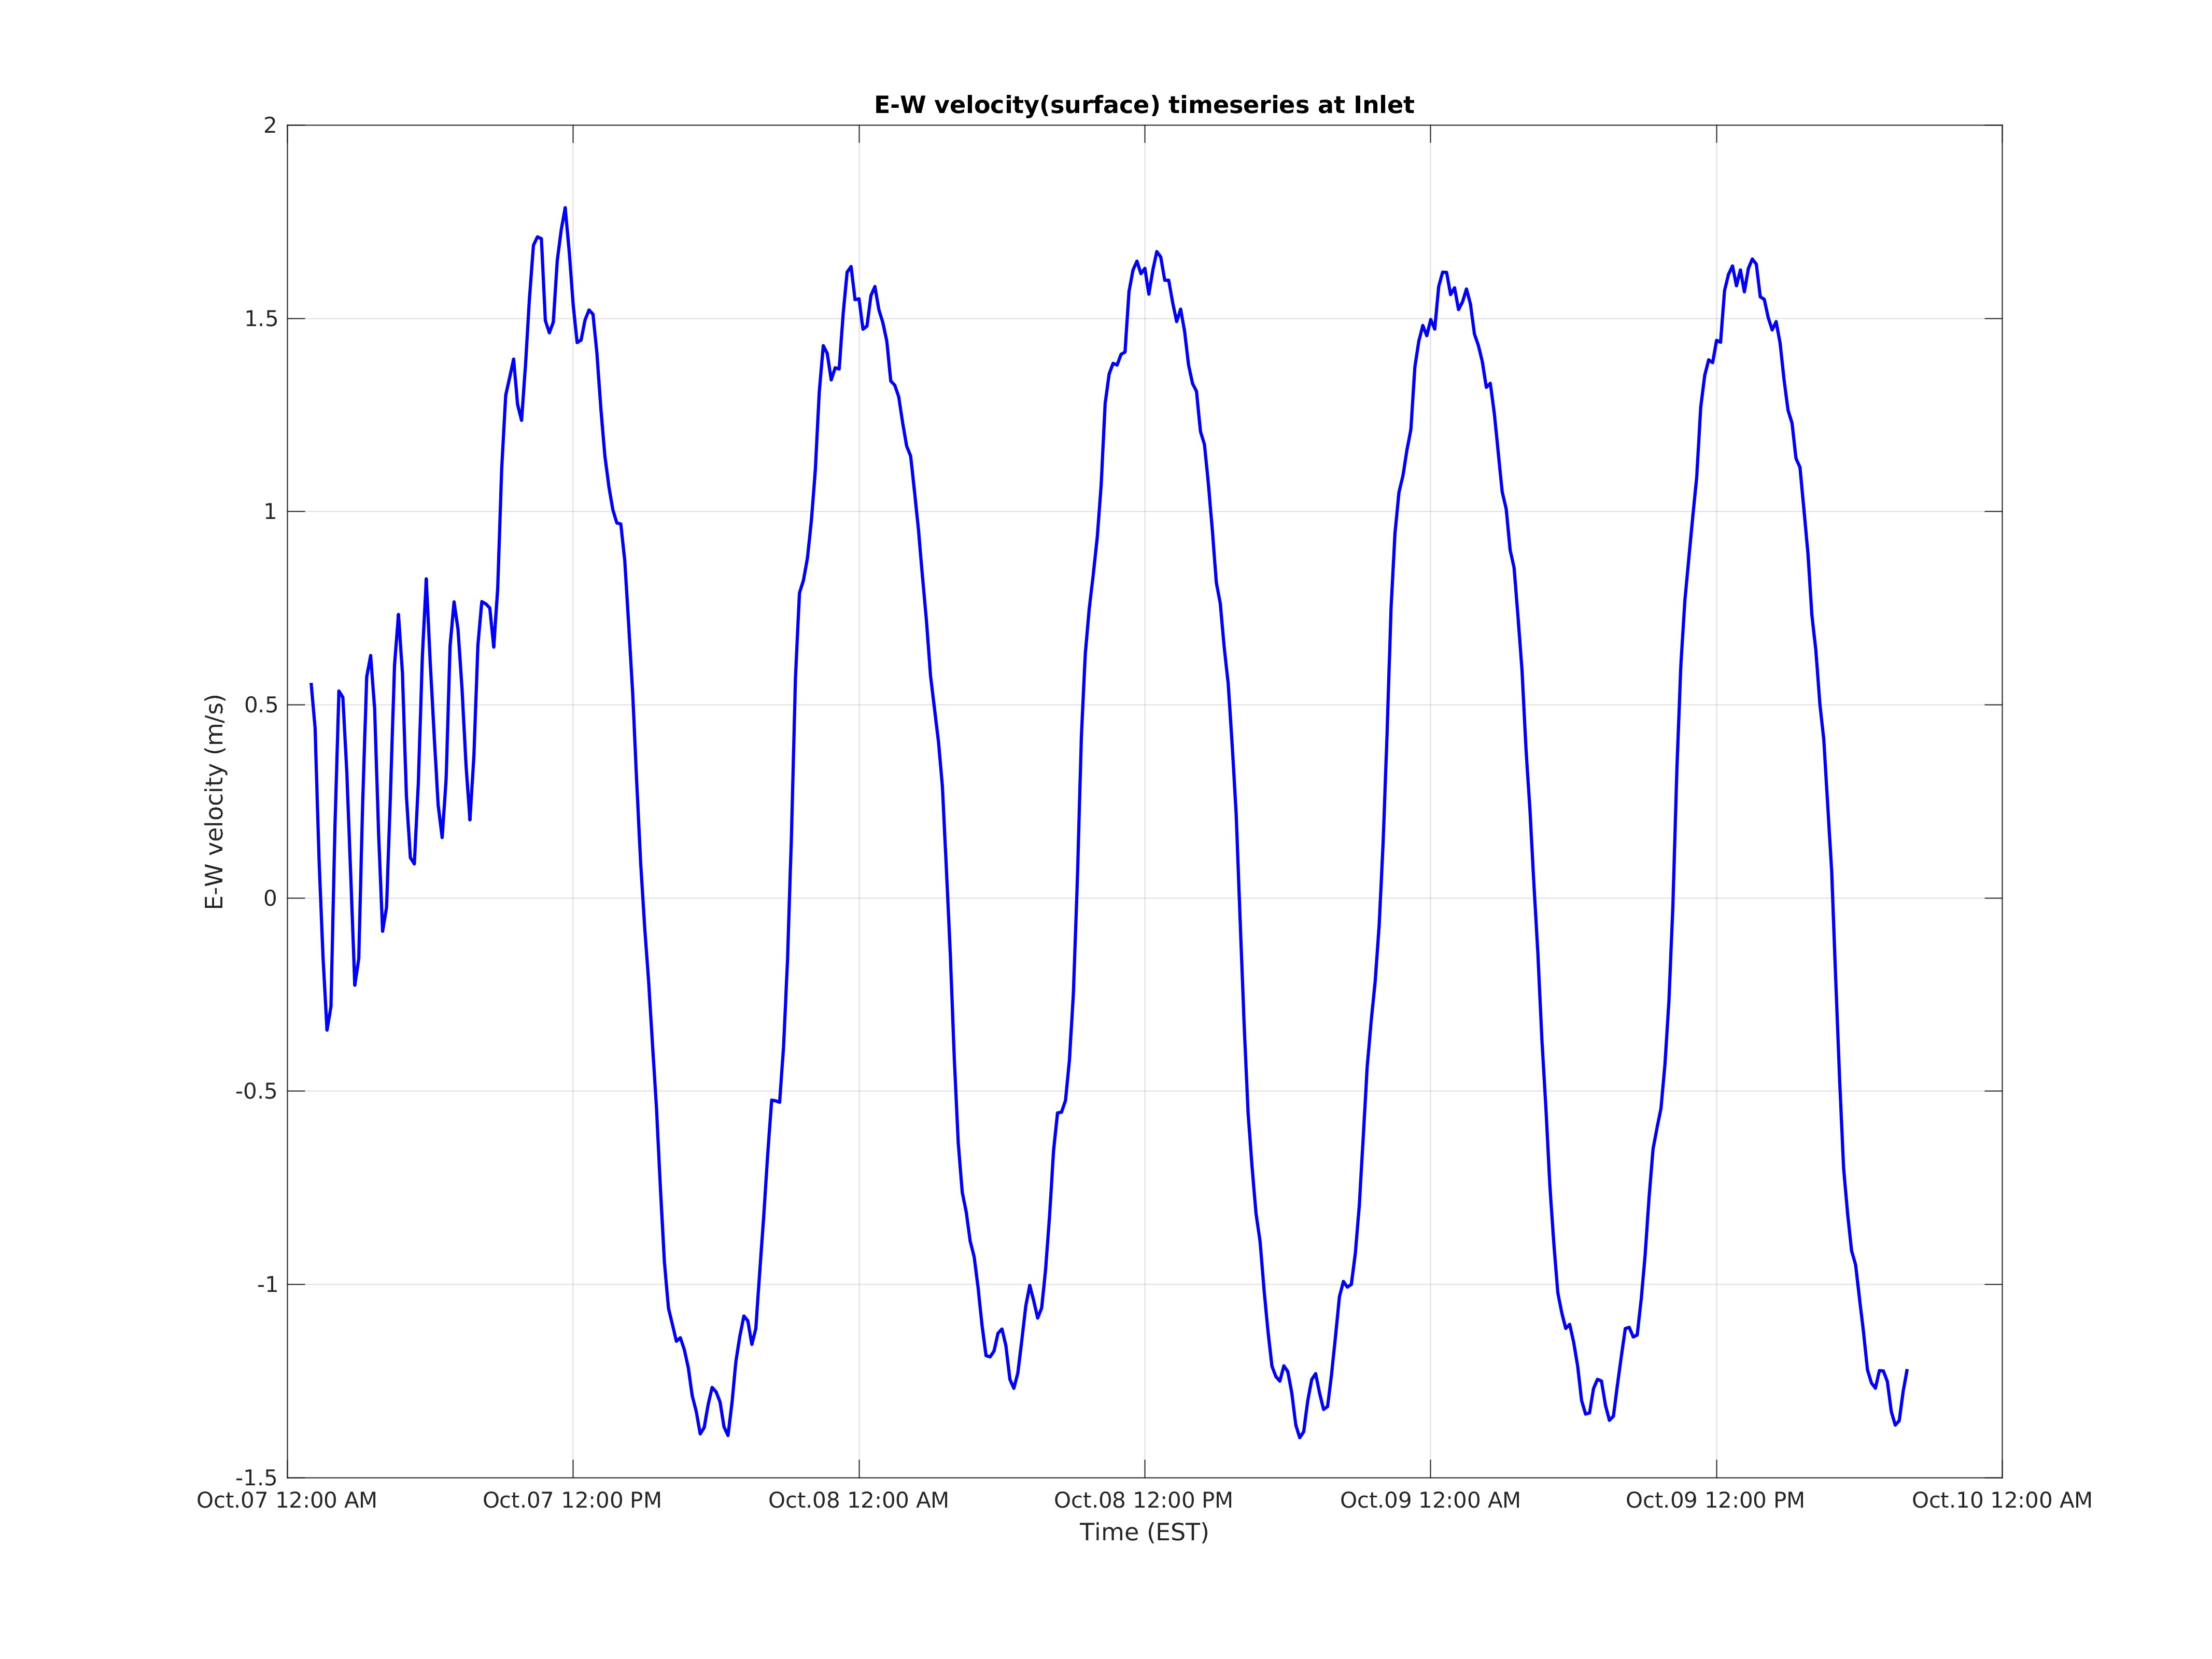 E-W velocity(surface) timeseries at Inlet
2
1.5
1
0.5
0
-0.5
-1
-1.5
E-W velocity (m/s)
Oct.07 12:00 AM Oct.07 12:00 PM Oct.08 12:00 AM Oct.08 12:00 PM Oct.09 12:00 AM Oct.09 12:00 PM Oct.10 12:00 AM
Time (EST)